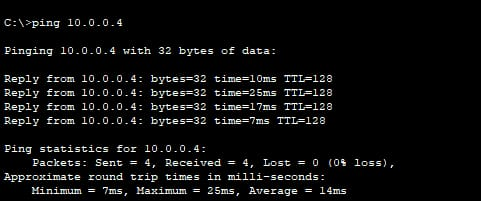 C:\>ping 10.0.0.4
Pinging 10.0.0.4 with 32 bytes of data:
Reply from 10.0.0.4: bytes=32 time=10ms TTL=128
Reply from 10.0.0.4: bytes=32 time=25ms TTL=128
Reply from 10.0.0.4: bytes=32 time=17ms TTL=128
Reply from 10.0.0.4: bytes=32 time=7ms TTL=128
Ping statistics for 10.0.0.4:
Packets: Sent = 4, Received = 4, Lost = 0 (0% loss),
Approximate round trip times in milli-seconds:
Minimum = 7ms, Maximum = 25ms, Average = 14ms